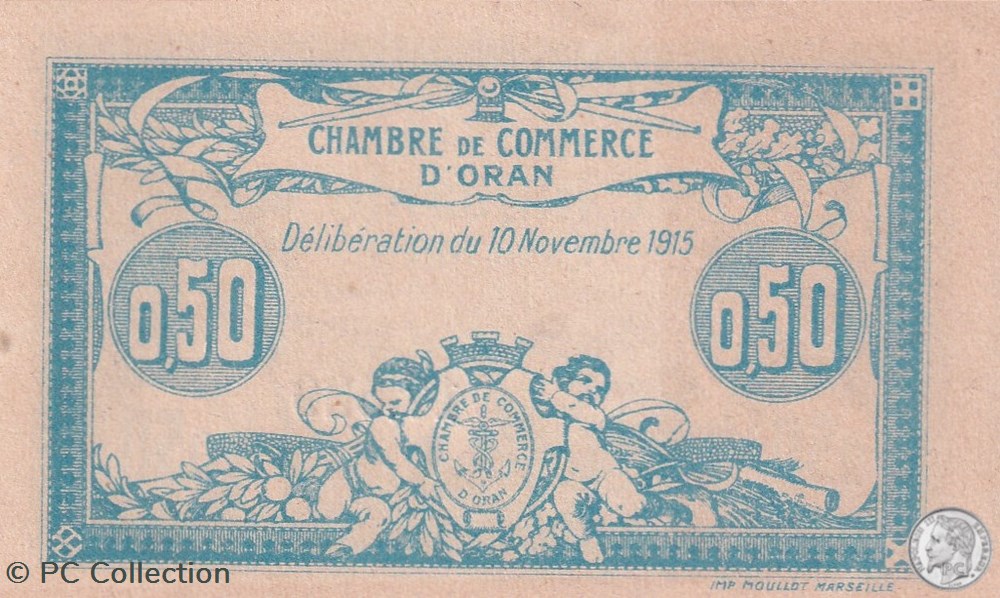 CHAMBRE DE COMMERCE
D'ORAN
Délibération du 10 Novembre 1915
0,50
0,50
CHAMBRE DE COMMERCE
D'ORAN
IMP. MOULLOT MARSEILLE
© PC Collection
PC